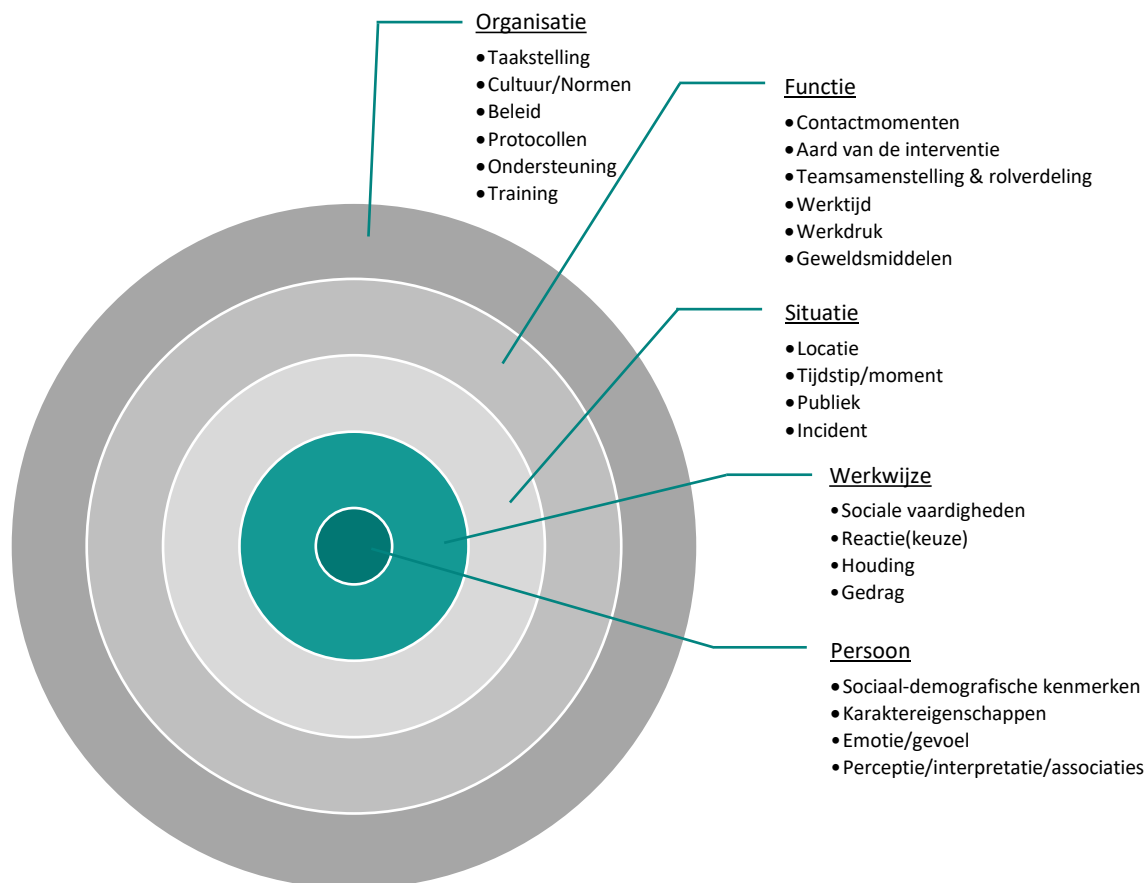 Organisatie
•Taakstelling
•Cultuur/Normen
•Beleid
•Protocollen
•Ondersteuning
•Training
Functie
•Contactmomenten
•Aard van de interventie
•Teamsamenstelling & rolverdeling
•Werktijd
•Werkdruk
•Geweldsmiddelen
Situatie
•Locatie
•Tijdstip/moment
•Publiek
•Incident
Werkwijze
•Sociale vaardigheden
•Reactie(keuze)
•Houding
•Gedrag
Persoon
•Sociaal-demografische kenmerken
•Karaktereigenschappen
•Emotie/gevoel
•Perceptie/interpretatie/associaties